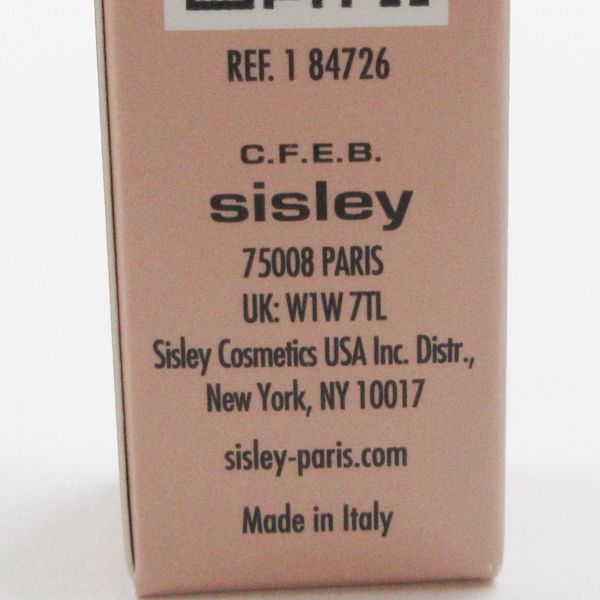 REF. 1 84726
C.F.E.B.
sisley
75008 PARIS
UK: W1W 7TL
Sisley Cosmetics USA Inc. Distr.,
New York, NY 10017
sisley-paris.com
Made in Italy